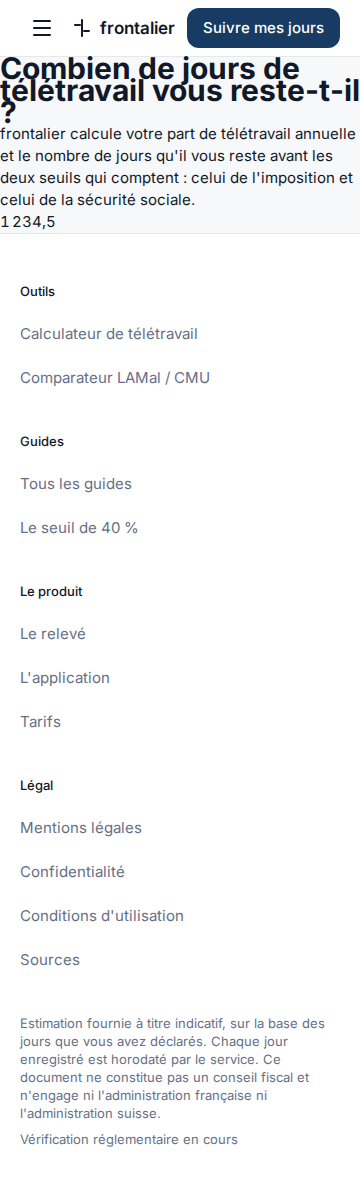 frontalier
Suivre mes jours
Combien de jours de
télétravail vous reste-t-il
?
frontalier calcule votre part de télétravail annuelle
et le nombre de jours qu'il vous reste avant les
deux seuils qui comptent : celui de l'imposition et
celui de la sécurité sociale.
1 234,5
Outils
Calculateur de télétravail
Comparateur LAMal / CMU
Guides
Tous les guides
Le seuil de 40 %
Le produit
Le relevé
L'application
Tarifs
Légal
Mentions légales
Confidentialité
Conditions d'utilisation
Sources
Estimation fournie à titre indicatif, sur la base des
jours que vous avez déclarés. Chaque jour
enregistré est horodaté par le service. Ce
document ne constitue pas un conseil fiscal et
n'engage ni l'administration française ni
l'administration suisse.
Vérification réglementaire en cours